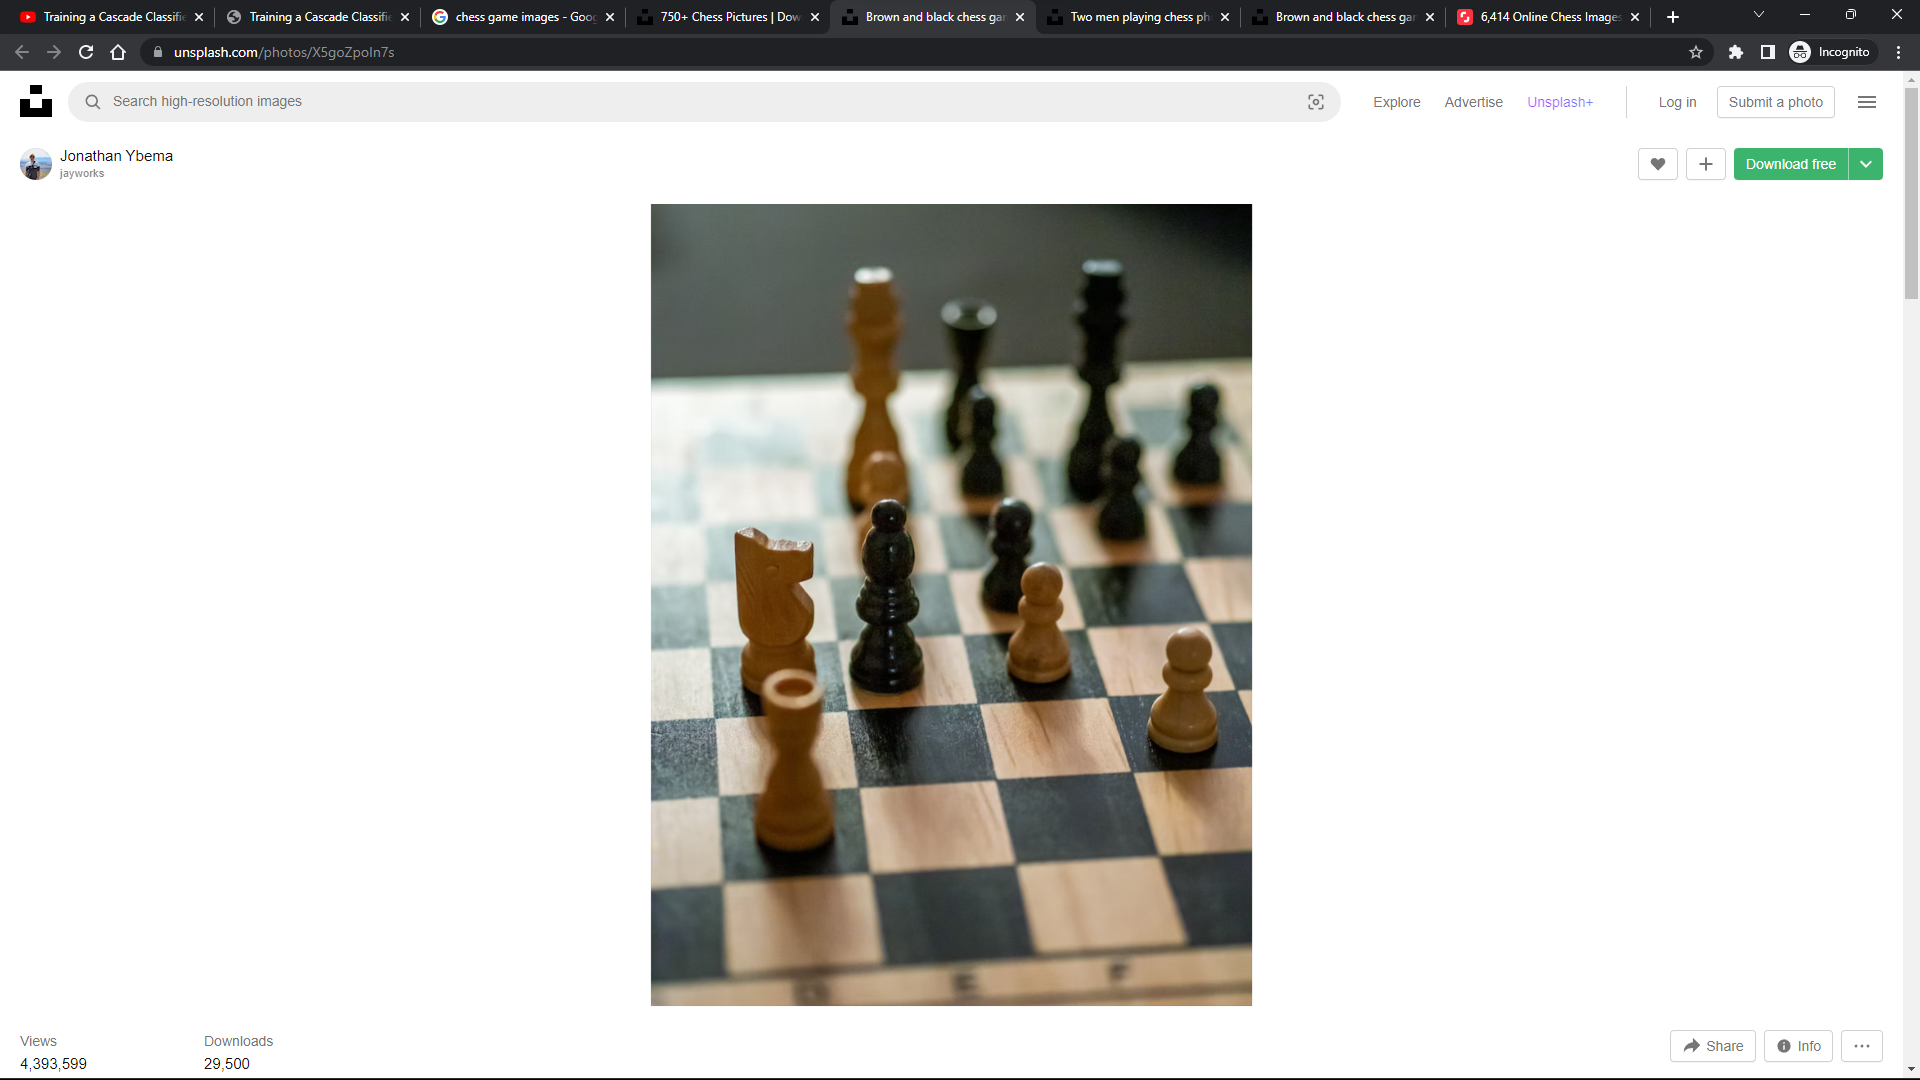 Training a Cascade Classifie
Training a Cascade Classifie
chess game images - Goog
750+ Chess Pictures | Dow
Brown and black chess gam
Two men playing chess ph
Brown and black chess gam
6,414 Online Chess Images
unsplash.com/photos/X5goZpoIn7s
Incognito
Search high-resolution images
Explore
Advertise
Unsplash+
Log in
Submit a photo
Jonathan Ybema
jayworks
Download free
E
F
Views
4,393,599
Downloads
29,500
Share
Info